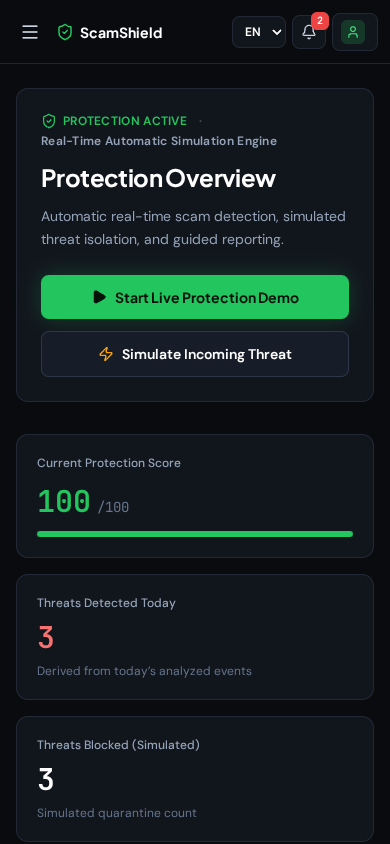 ScamShield
EN
2
PROTECTION ACTIVE ·
Real-Time Automatic Simulation Engine
Protection Overview
Automatic real-time scam detection, simulated
threat isolation, and guided reporting.
Start Live Protection Demo
Simulate Incoming Threat
Current Protection Score
100 /100
Threats Detected Today
3
Derived from today's analyzed events
Threats Blocked (Simulated)
3
Simulated quarantine count